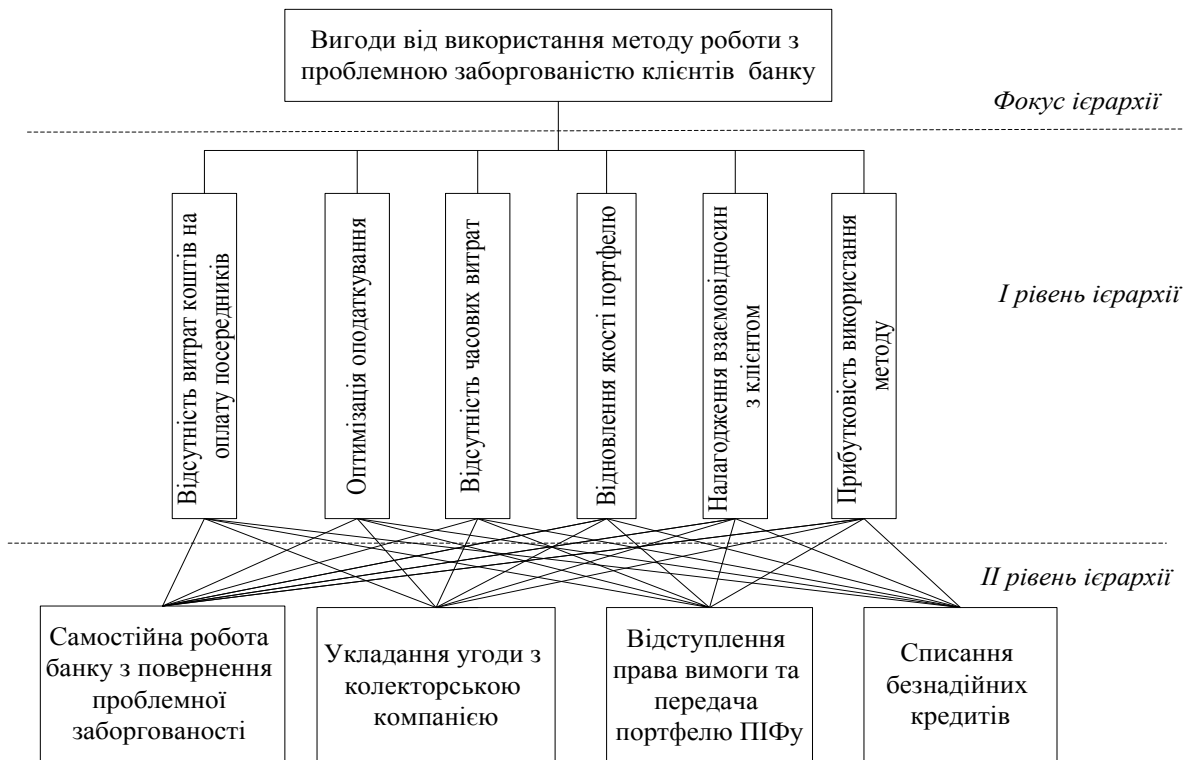 Вигоди від використання методу роботи з
проблемною заборгованістю клієнтів банку
Фокус ієрархії
Відсутність витрат коштів на
оплату посередників
Оптимізація оподаткування
Відсутність часових витрат
Відновлення якості портфелю
Налагодження взаємовідносин
з клієнтом
Прибутковість використання
методу
І рівень ієрархії
ІІ рівень ієрархії
Самостійна робота
банку з повернення
проблемної
заборгованості
Укладання угоди з
колекторською
компанією
Відступлення
права вимоги та
передача
портфелю ПІФу
Списання
безнадійних
кредитів